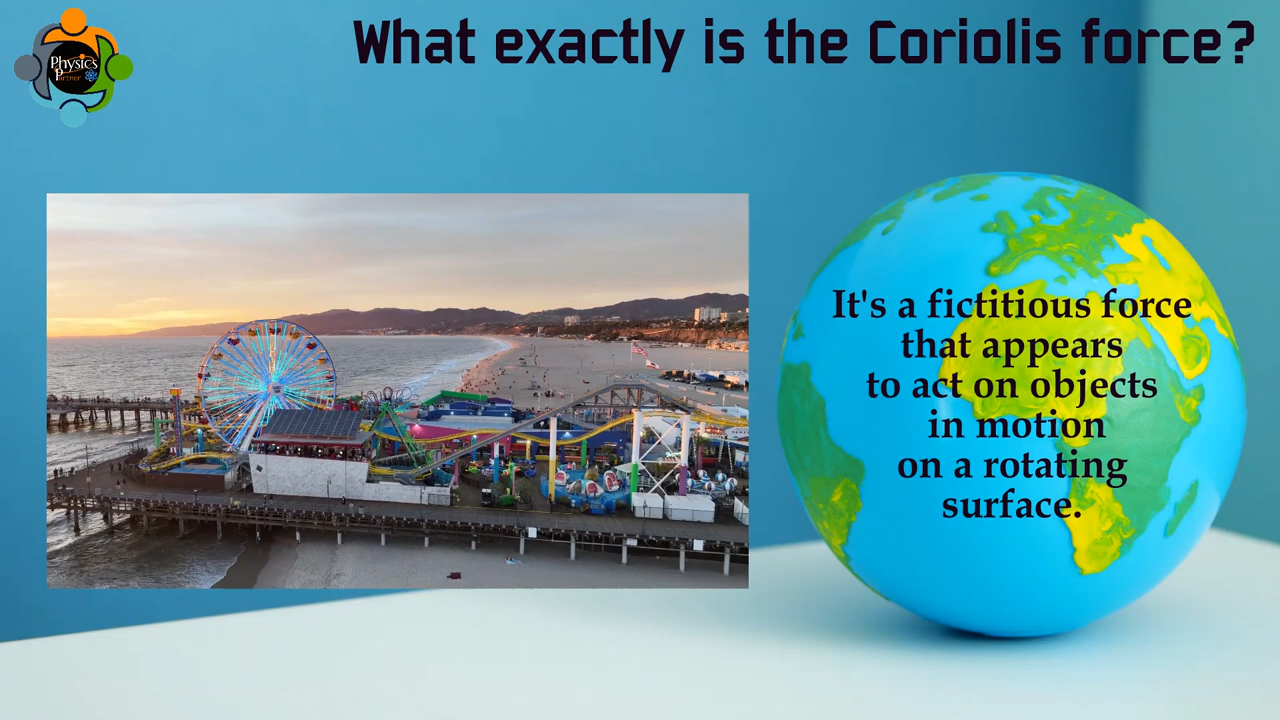 What exactly is the Coriolis force?
Physics
Partner
It's a fictitious force
that appears
to act on objects
in motion
on a rotating
surface.